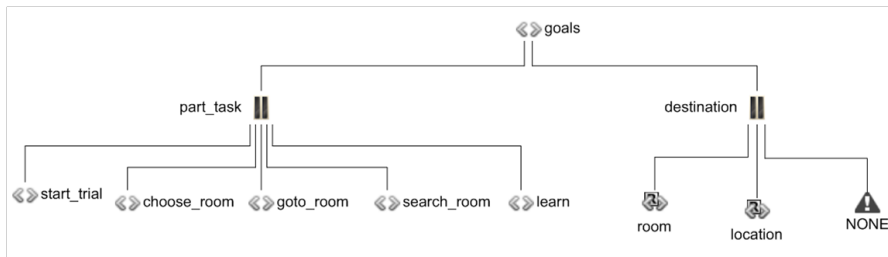 goals
part_task
destination
start_trial
choose_room
goto_room
search_room
learn
room
location
NONE